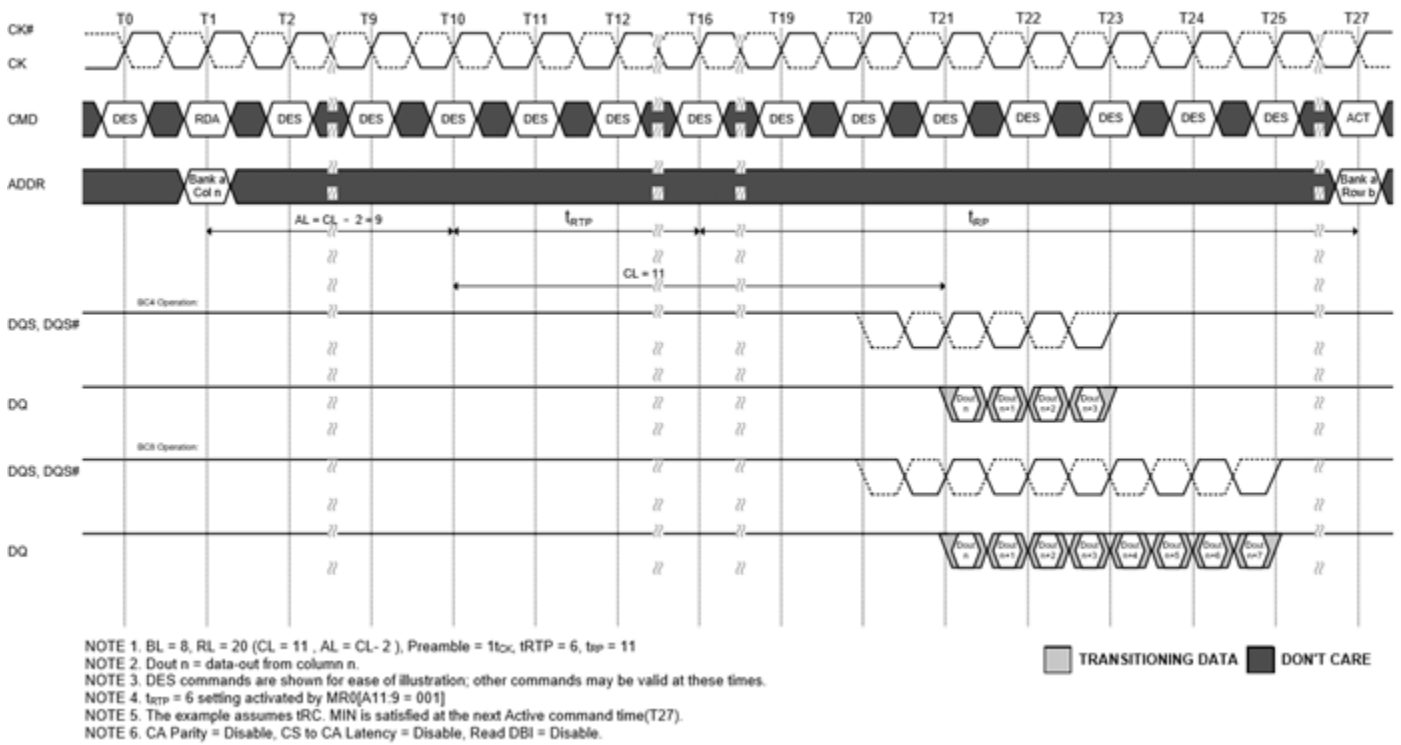 T0 T1 T2 T9 T10 T11 T12 T16 T19 T20 T21 T22 T23 T24 T25 T27
CK#
CK
CMD DES RDA DES DES DES DES DES DES DES DES DES DES DES DES DES ACT
ADDR Bank a Bank a
Col n Row b
AL = CL - 2 = 9 tRTP tRP
CL = 11
BC4 Operation:
DQS, DQS#
DQ Dout Dout Dout Dout
n n+1 n+2 n+3
BC8 Operation:
DQS, DQS#
DQ Dout Dout Dout Dout Dout Dout Dout Dout
n n+1 n+2 n+3 n+4 n+5 n+6 n+7
NOTE 1. BL = 8, RL = 20 (CL = 11 , AL = CL- 2 ), Preamble = 1tCK, tRTP = 6, tRP = 11
NOTE 2. Dout n = data-out from column n.
NOTE 3. DES commands are shown for ease of illustration; other commands may be valid at these times.
NOTE 4. tRTP = 6 setting activated by MR0[A11:9 = 001]
NOTE 5. The example assumes tRC. MIN is satisfied at the next Active command time(T27).
NOTE 6. CA Parity = Disable, CS to CA Latency = Disable, Read DBI = Disable.
TRANSITIONING DATA DON'T CARE